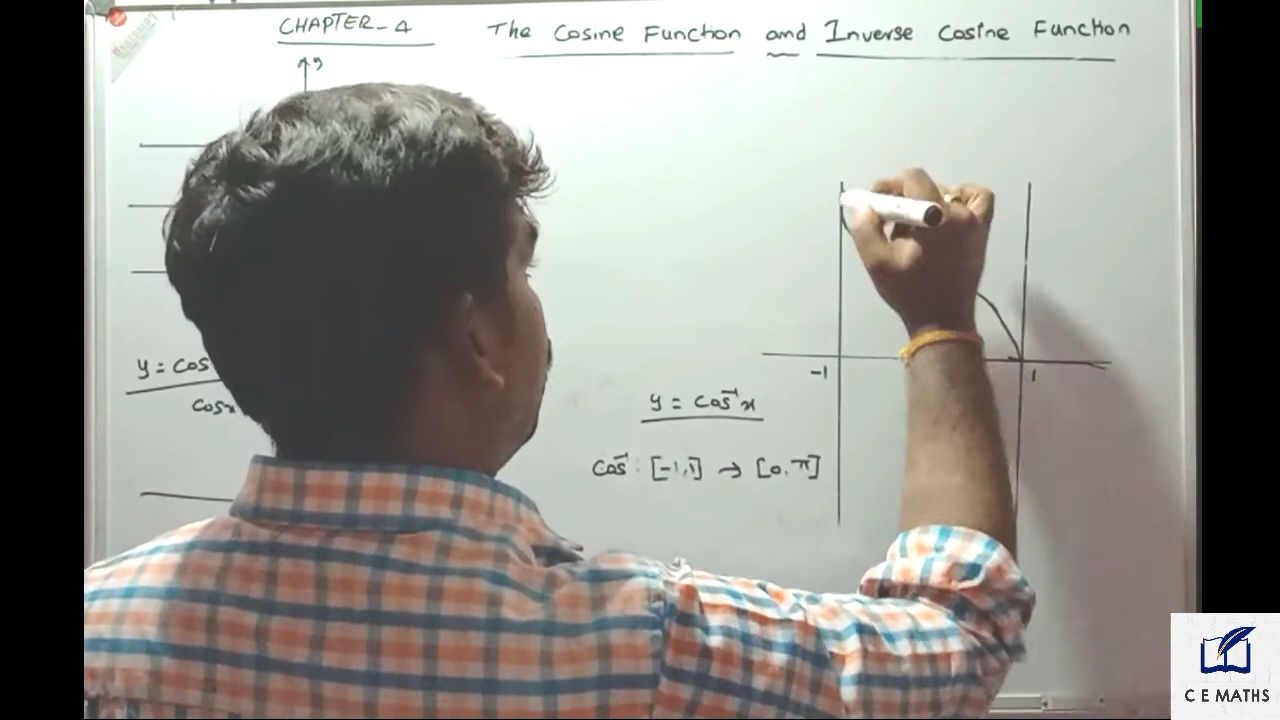 CHAPTER-4 The Cosine Function and Inverse Cosine Function
y
y = cos
cosx
y = cos⁻¹x
cos⁻¹ : [-1,1] → [0,π]
-1
1
C E MATHS